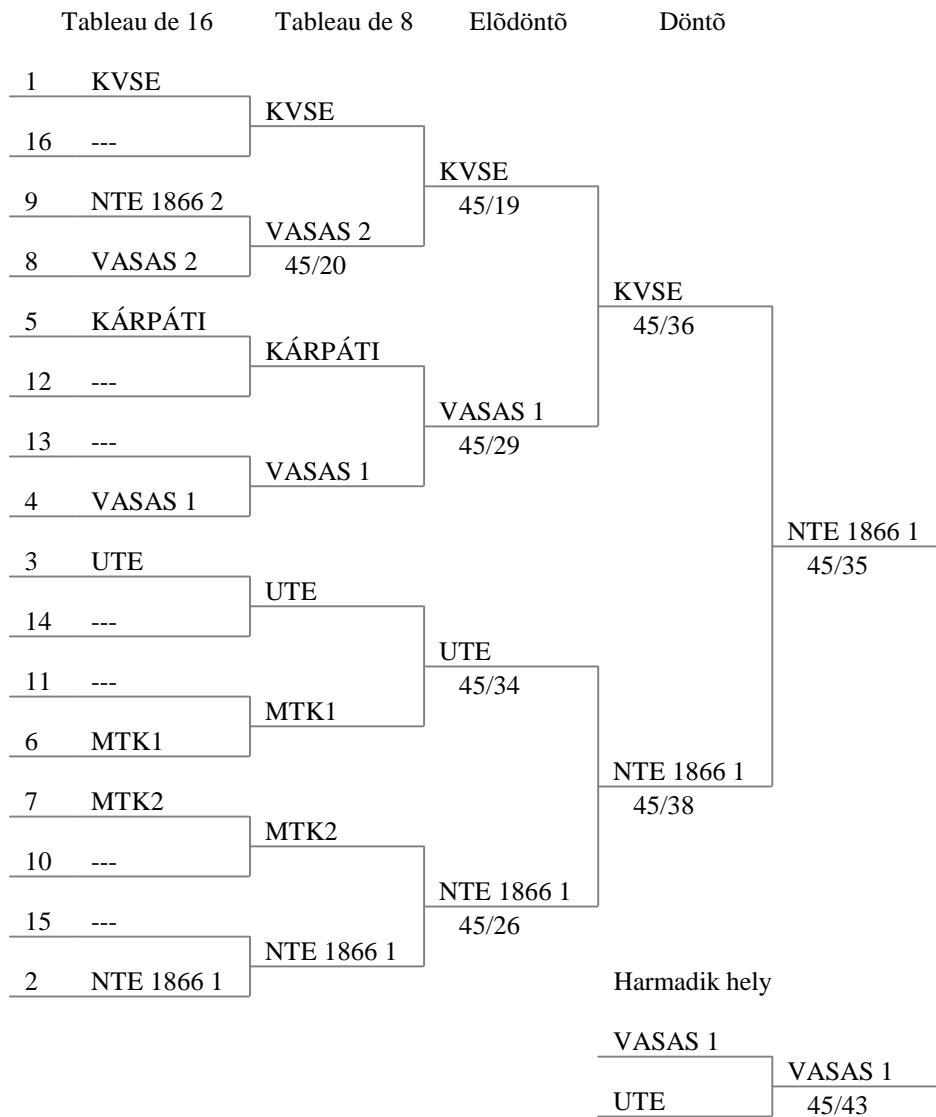 Tableau de 16 Tableau de 8 Elõdöntõ Döntõ
1 KVSE
KVSE
16 ---
KVSE
9 NTE 1866 2
45/19
VASAS 2
8 VASAS 2
45/20
KVSE
5 KÁRPÁTI
45/36
KÁRPÁTI
12 ---
VASAS 1
13 ---
45/29
VASAS 1
4 VASAS 1
NTE 1866 1
3 UTE
45/35
UTE
14 ---
UTE
11 ---
45/34
MTK1
6 MTK1
NTE 1866 1
7 MTK2
45/38
MTK2
10 ---
NTE 1866 1
15 ---
45/26
NTE 1866 1
2 NTE 1866 1
Harmadik hely
VASAS 1
VASAS 1
UTE
45/43